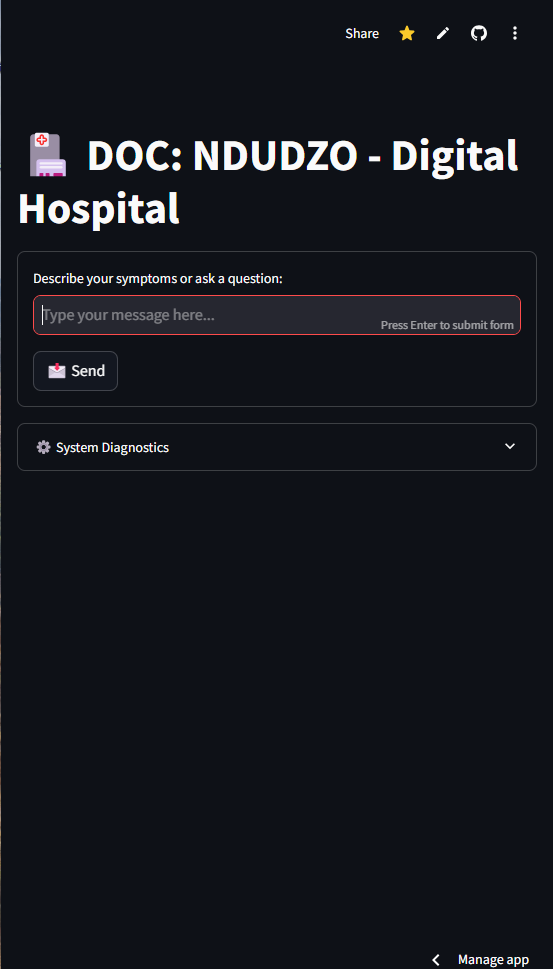 Share
DOC: NDUDZO - Digital
Hospital
Describe your symptoms or ask a question:
Type your message here...
Press Enter to submit form
Send
System Diagnostics
Manage app